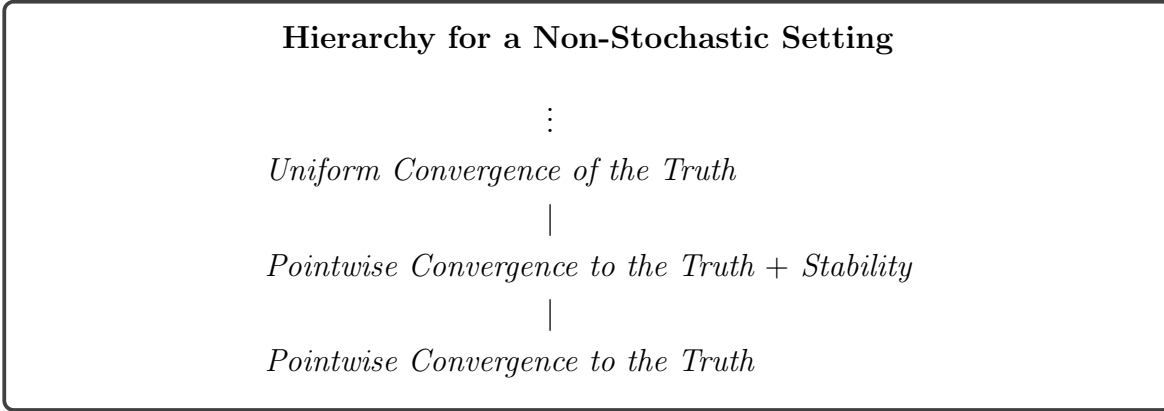 Hierarchy for a Non-Stochastic Setting
⋮
Uniform Convergence of the Truth
|
Pointwise Convergence to the Truth + Stability
|
Pointwise Convergence to the Truth